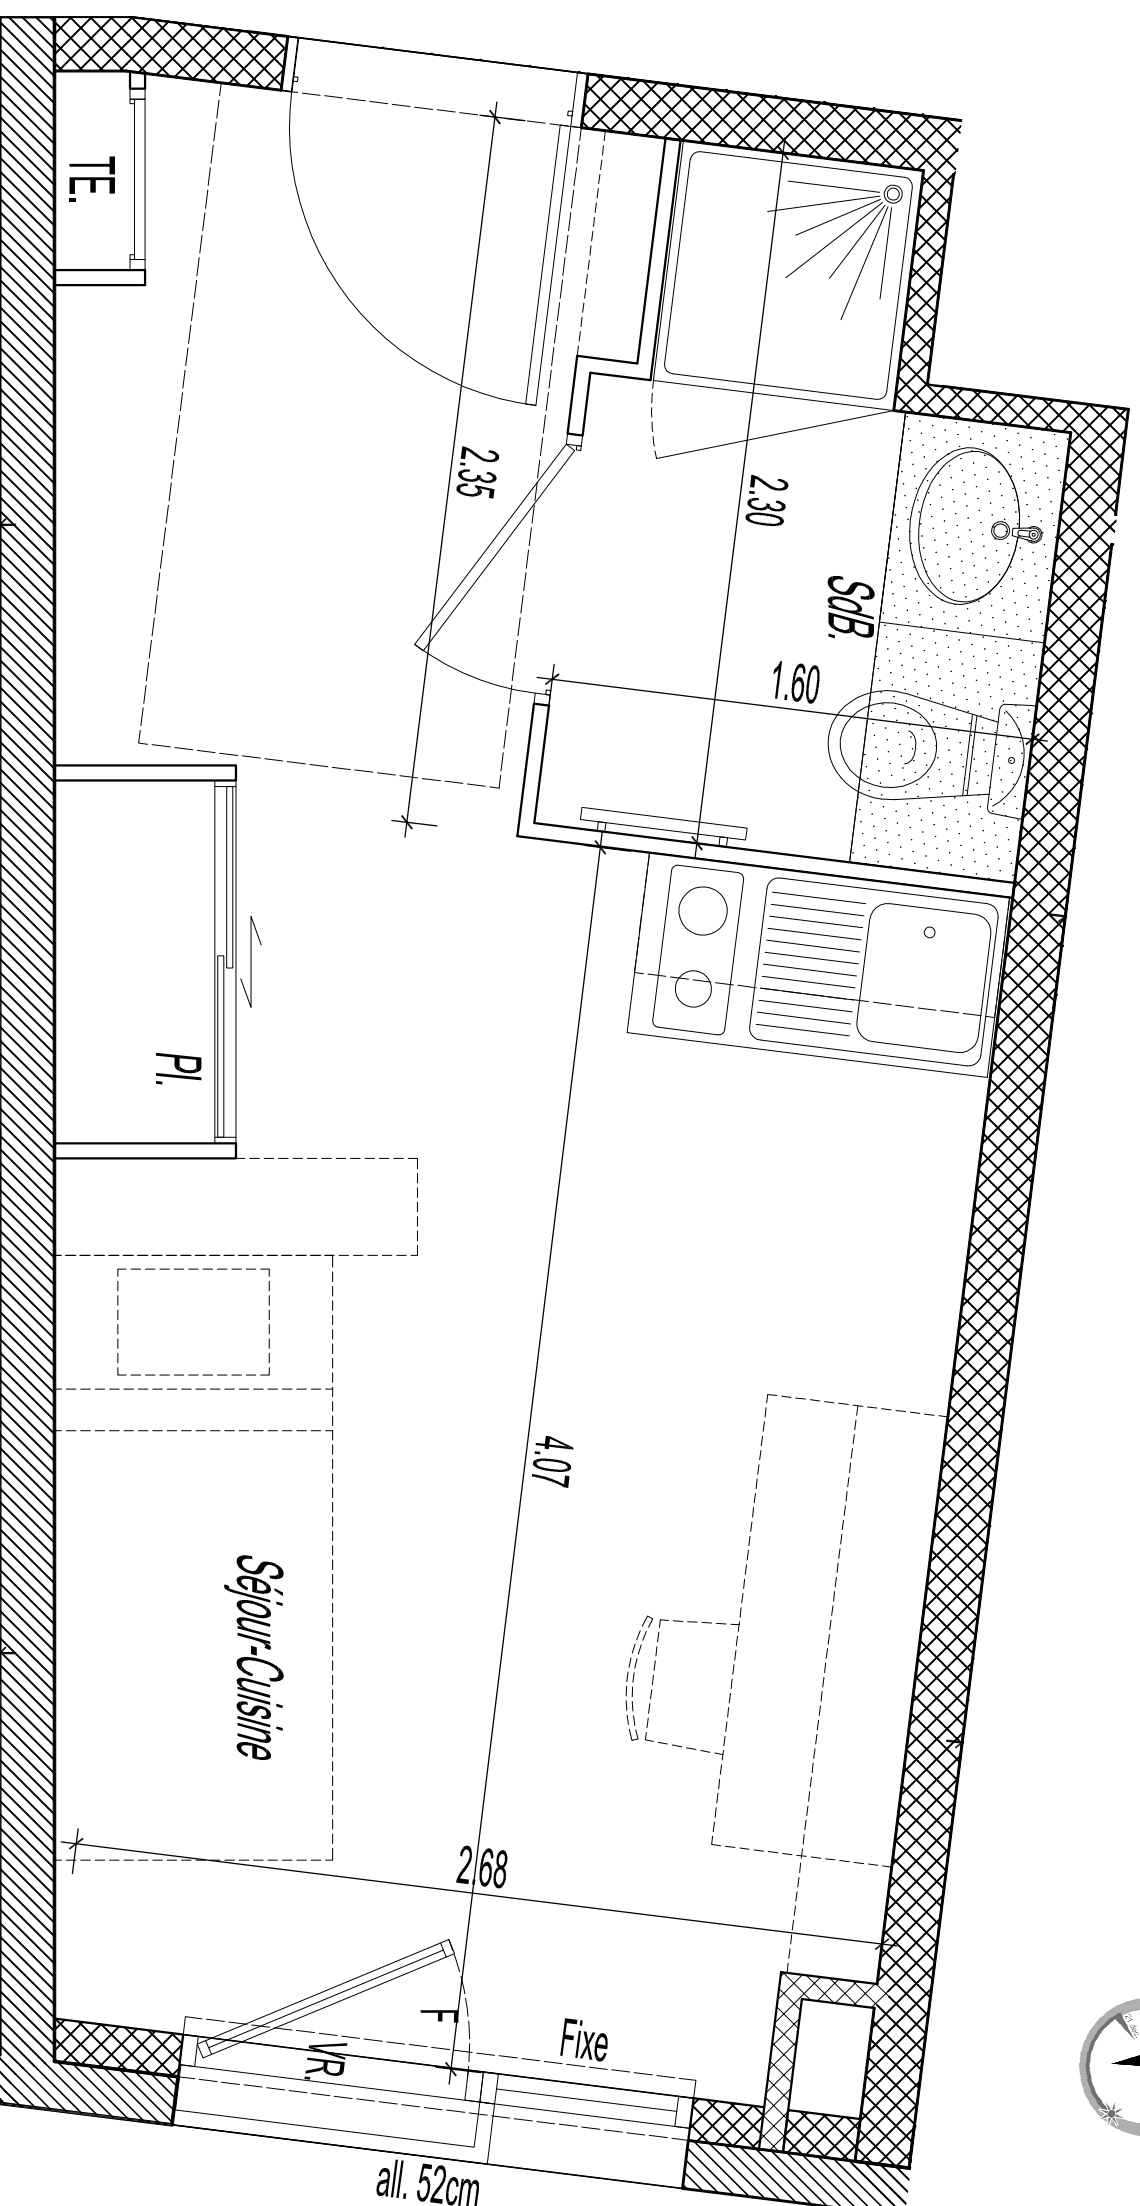 TE.
2.35
2.30
SdB.
1.60
Pl.
4.07
Séjour-Cuisine
2.68
F
VR.
Fixe
all. 52cm